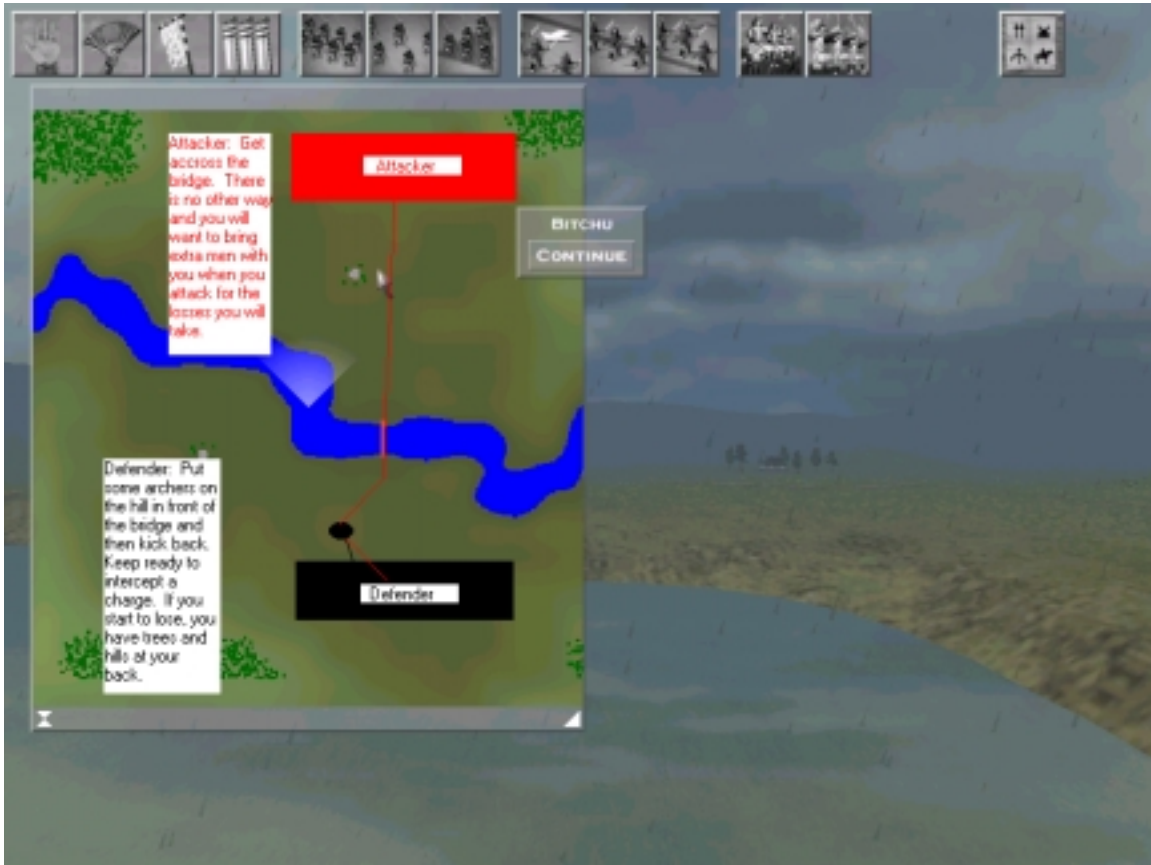 Attacker: Get
accross the
bridge. There
is no other way
and you will
want to bring
extra men with
you when you
attack for the
losses you will
take.
Attacker
BITCHU
CONTINUE
Defender: Put
some archers on
the hill in front of
the bridge and
then kick back.
Keep ready to
intercept a
charge. If you
start to lose, you
have trees and
hills at your
back.
Defender